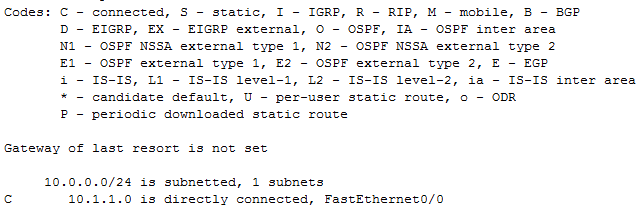 Codes: C - connected, S - static, I - IGRP, R - RIP, M - mobile, B - BGP
D - EIGRP, EX - EIGRP external, O - OSPF, IA - OSPF inter area
N1 - OSPF NSSA external type 1, N2 - OSPF NSSA external type 2
E1 - OSPF external type 1, E2 - OSPF external type 2, E - EGP
i - IS-IS, L1 - IS-IS level-1, L2 - IS-IS level-2, ia - IS-IS inter area
* - candidate default, U - per-user static route, o - ODR
P - periodic downloaded static route
Gateway of last resort is not set
10.0.0.0/24 is subnetted, 1 subnets
C 10.1.1.0 is directly connected, FastEthernet0/0